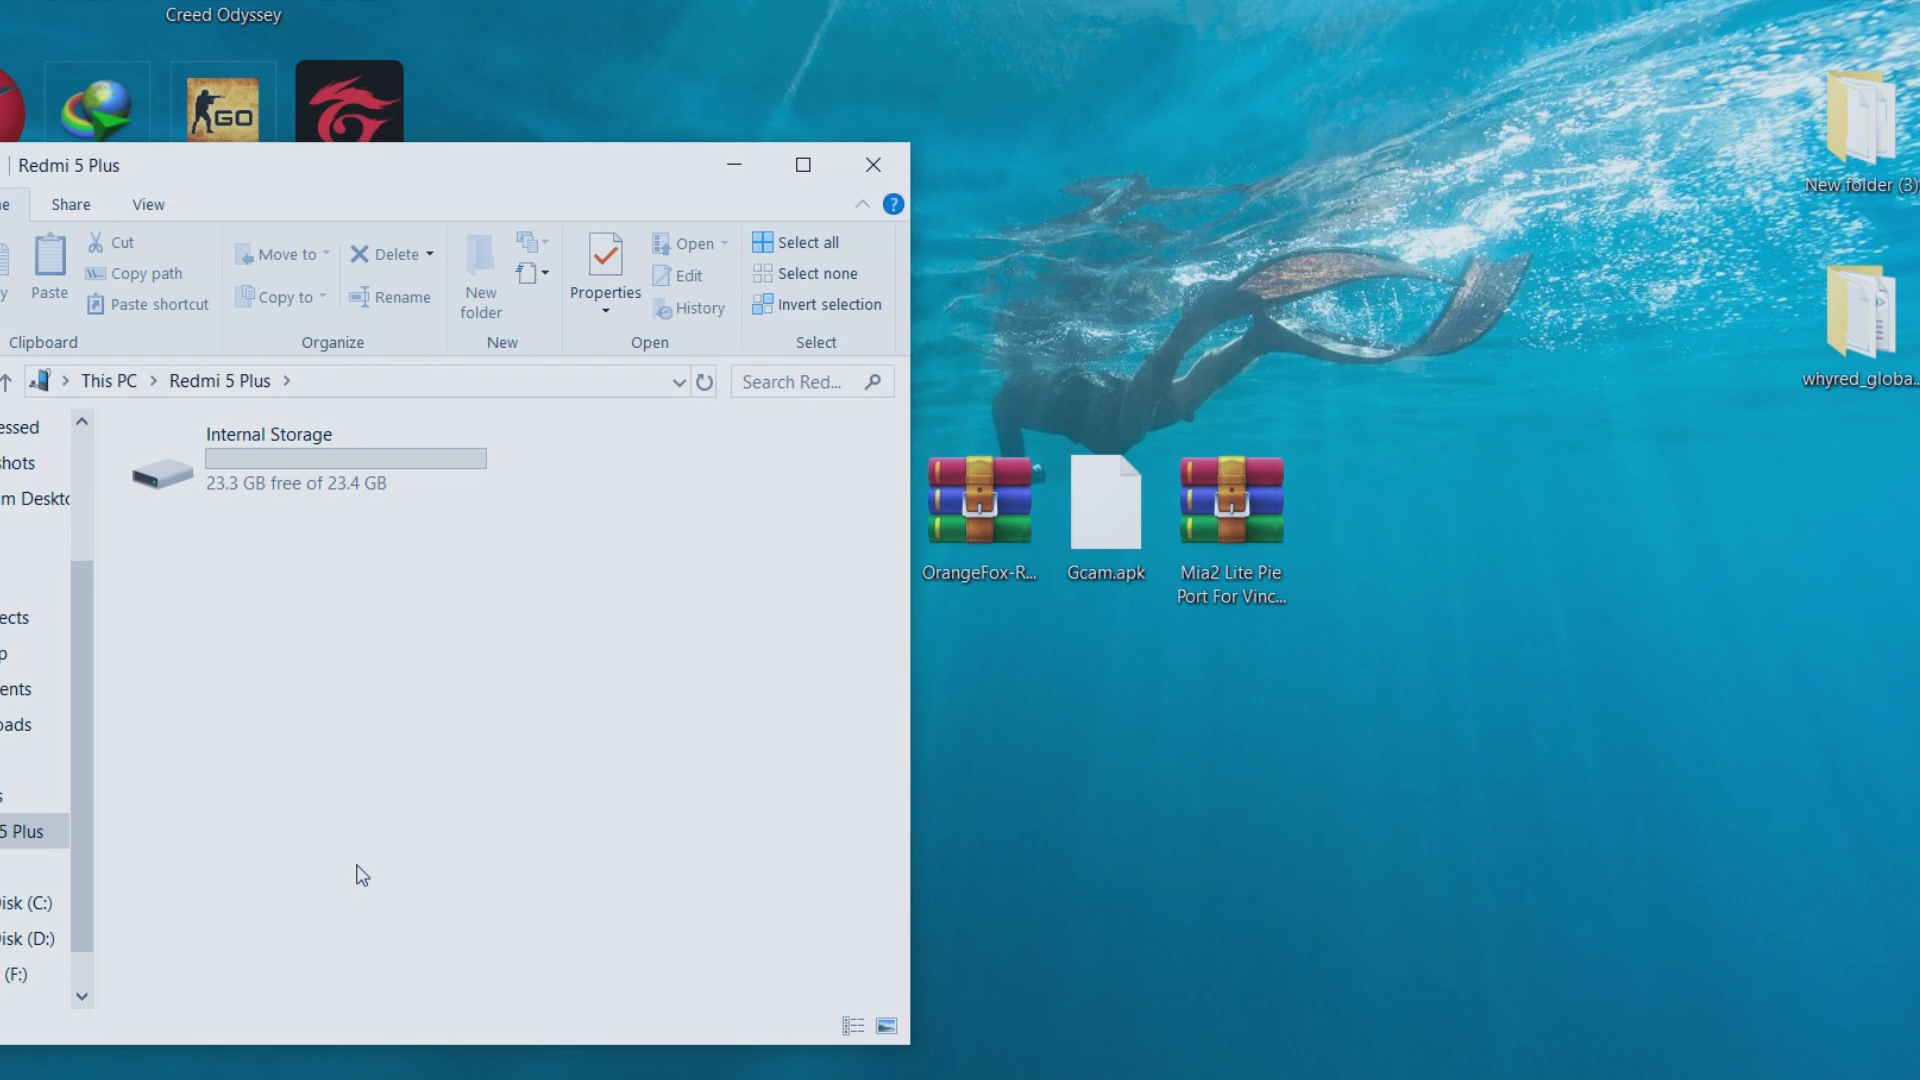 Creed Odyssey
GO
Redmi 5 Plus
Share
View
?
Cut
Copy path
Paste shortcut
Paste
Clipboard
Move to
Copy to
Delete
Rename
Organize
New
folder
New
Properties
Open
Edit
History
Open
Select all
Select none
Invert selection
Select
This PC
Redmi 5 Plus
Search Red...
essed
hots
m Deskto
ects
p
ents
oads
s
5 Plus
isk (C:)
isk (D:)
(F:)
Internal Storage
23.3 GB free of 23.4 GB
OrangeFox-R...
Gcam.apk
Mia2 Lite Pie
Port For Vinc...
New folder (3)
whyred_globa...